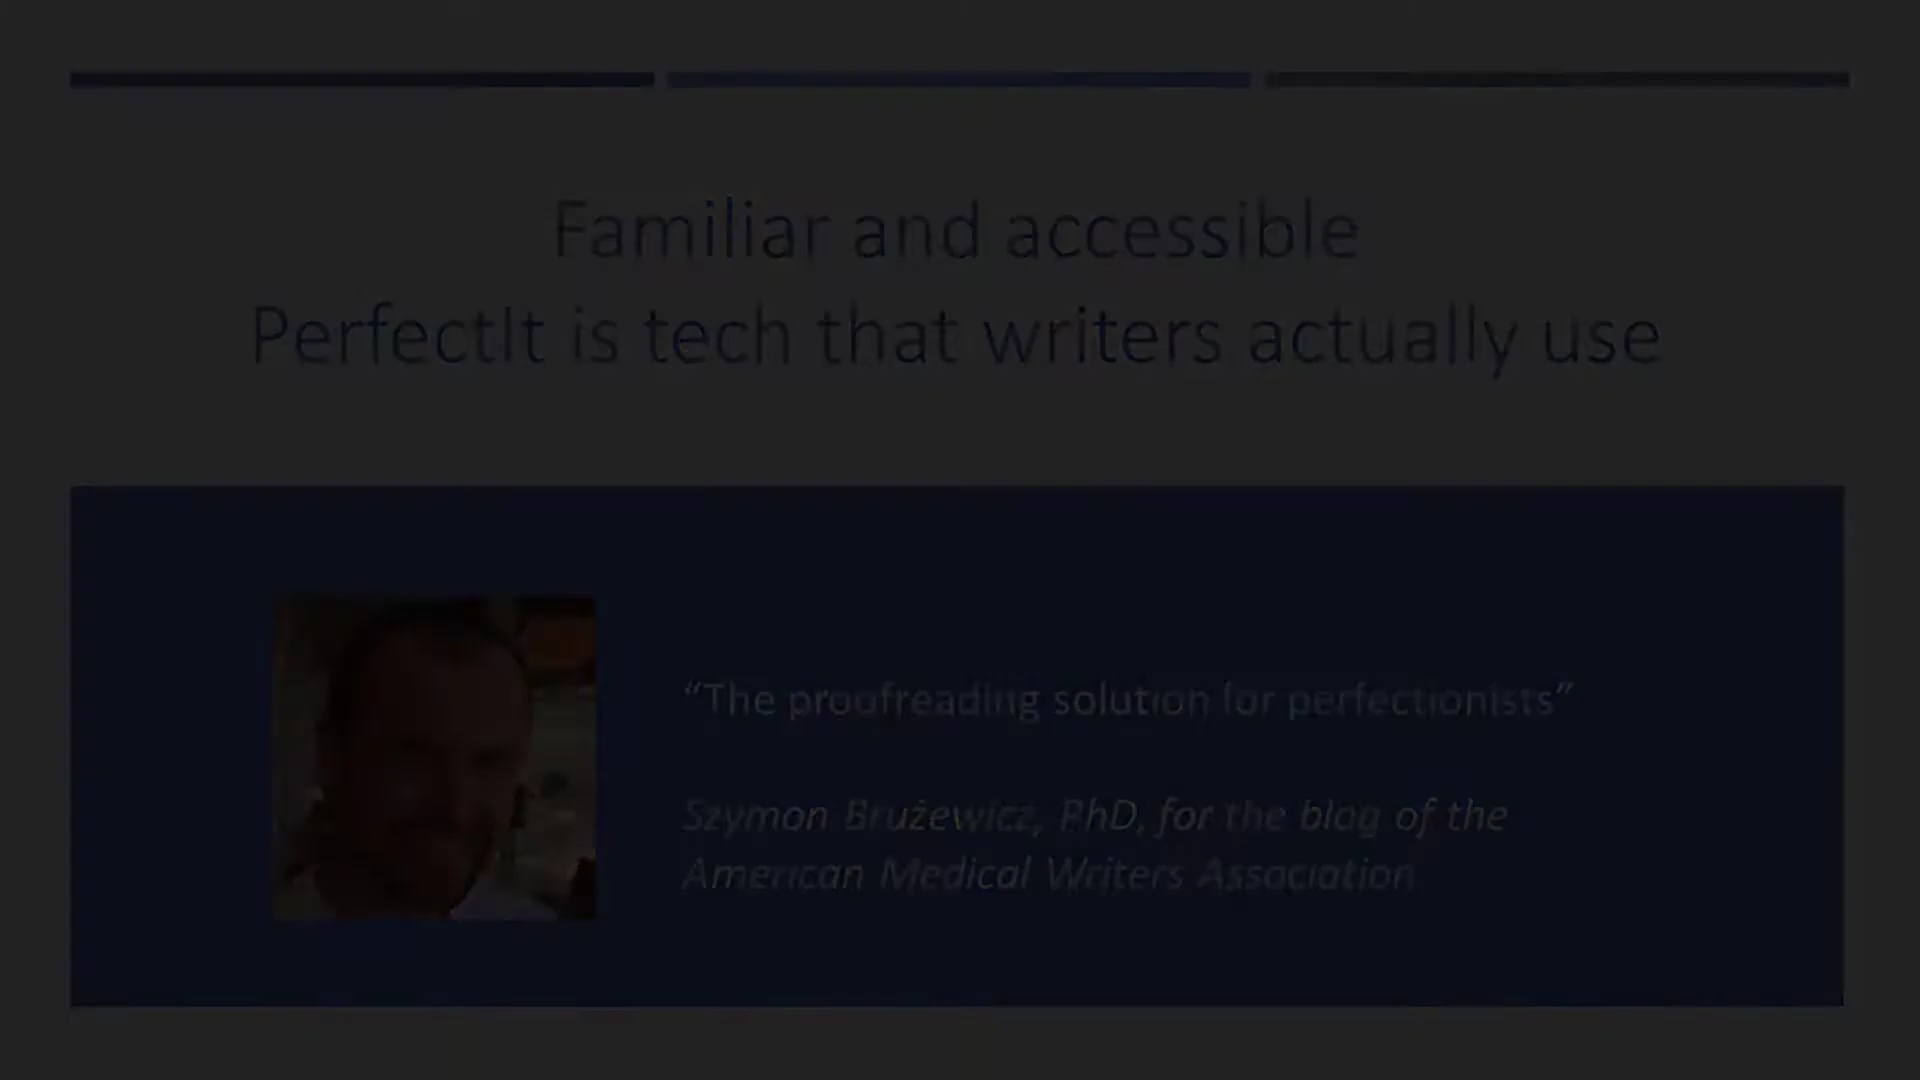 Familiar and accessible
PerfectIt is tech that writers actually use
“The proofreading solution for perfectionists”
Szymon Brużewicz, PhD, for the blog of the
American Medical Writers Association